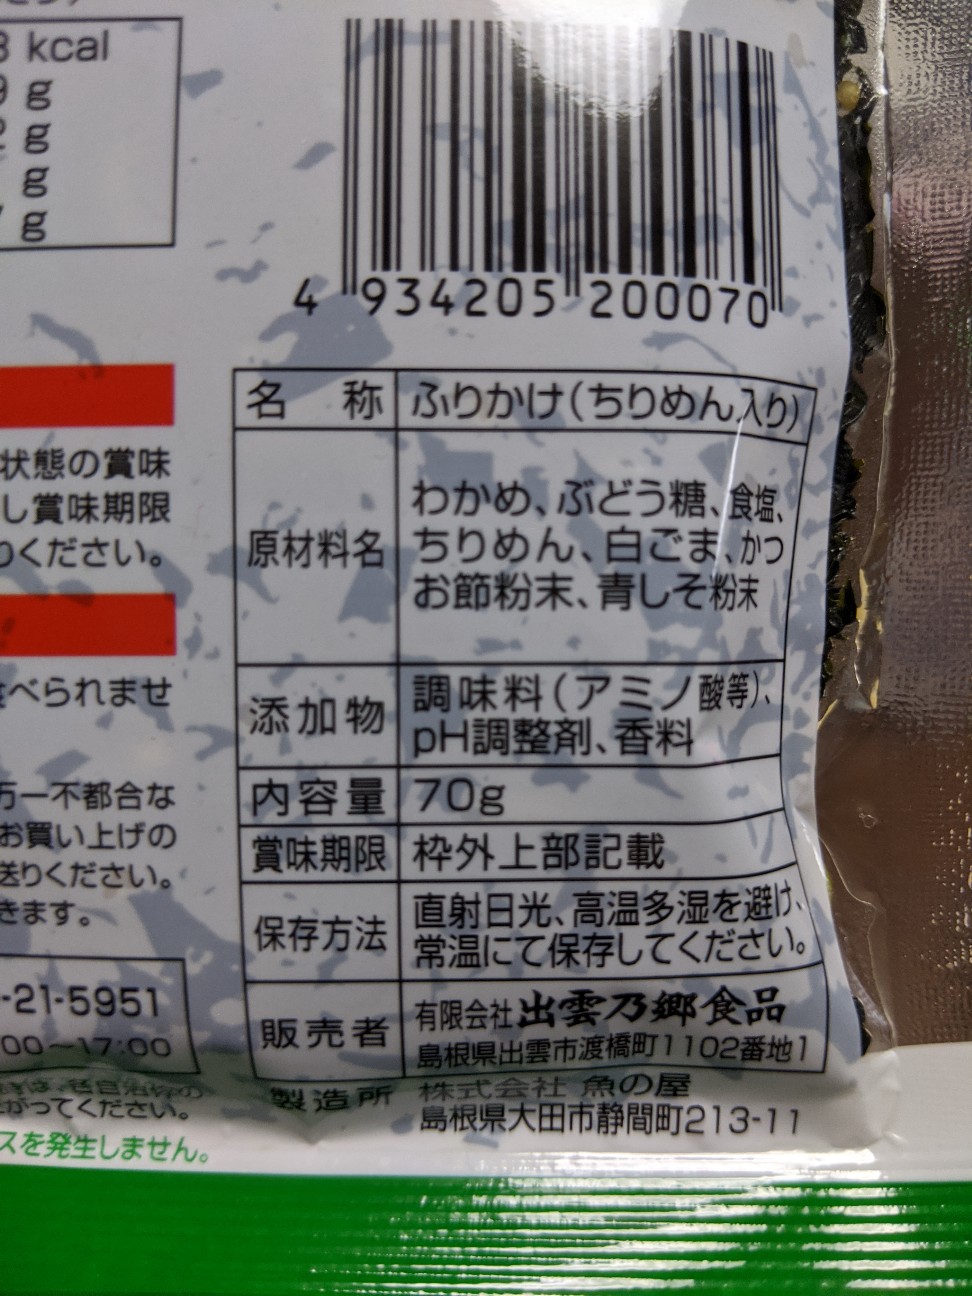 kcal
g
g
g
g
4 934205 200070
状態の賞味
し賞味期限
ください。
べられませ
万一不都合な
お買い上げの
送りください。
きます。
-21-5951
00～17:00
がってください。
スを発生しません。
名称 ふりかけ(ちりめん入り)
原材料名 わかめ、ぶどう糖、食塩、
ちりめん、白ごま、かつ
お節粉末、青しそ粉末
添加物 調味料(アミノ酸等)、
pH調整剤、香料
内容量 70g
賞味期限 枠外上部記載
保存方法 直射日光、高温多湿を避け、
常温にて保存してください。
販売者 有限会社出雲乃郷食品
島根県出雲市渡橋町1102番地1
製造所 株式会社 魚の屋
島根県大田市静間町213-11